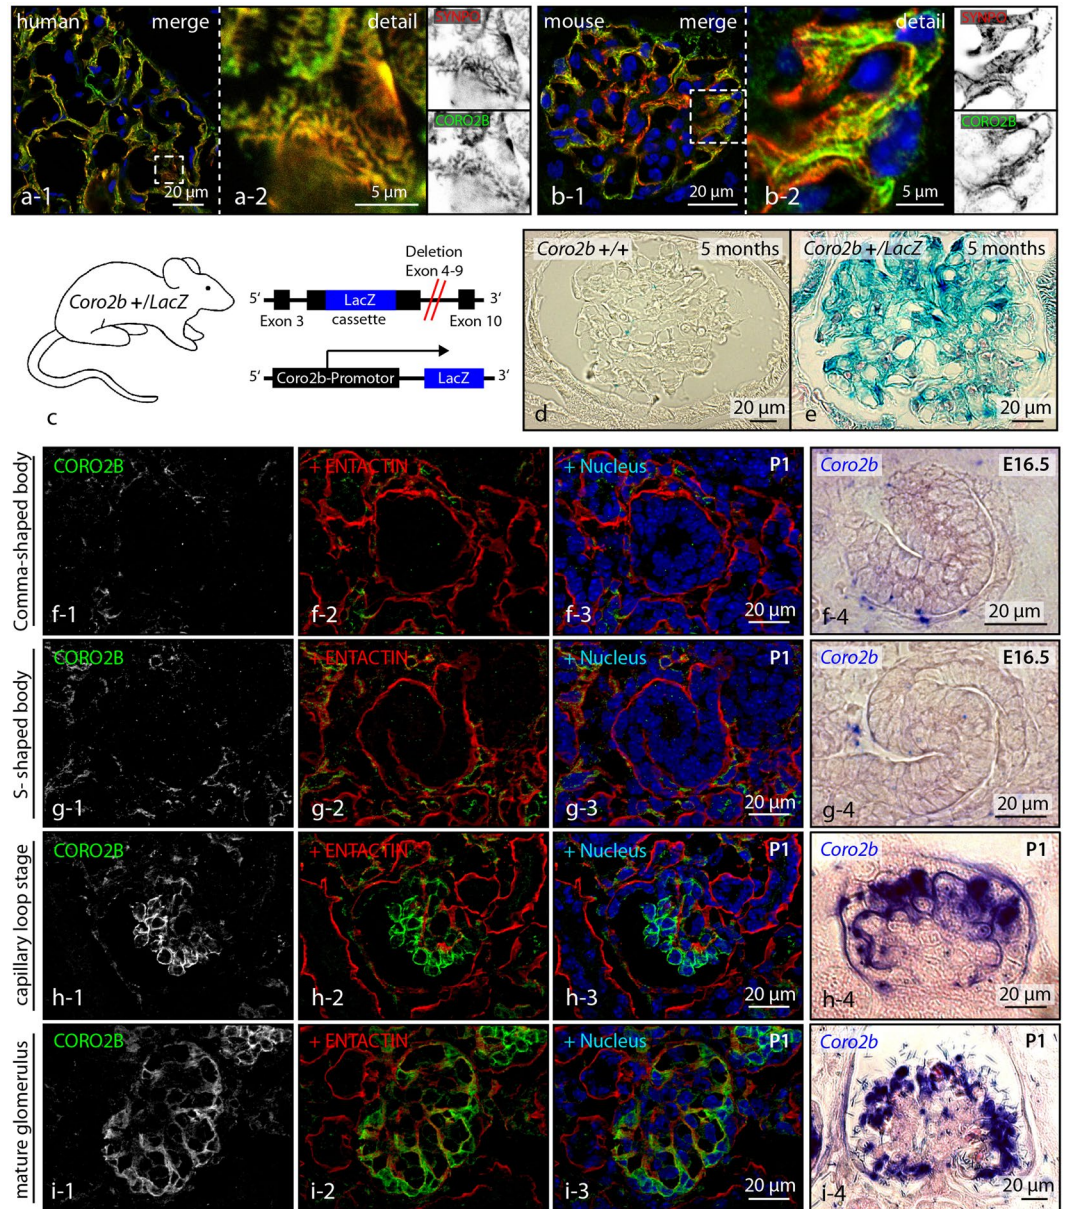 human
merge
detail
SYNPO
CORO2B
a-1
20 µm
a-2
5 µm
mouse
merge
detail
SYNPO
CORO2B
b-1
20 µm
b-2
5 µm
Coro2b +/LacZ
c
Deletion
Exon 4-9
5‘
LacZ
3‘
Exon 3
cassette
Exon 10
5‘
Coro2b-Promotor
LacZ
3‘
Coro2b +/+
5 months
d
20 µm
Coro2b +/LacZ
5 months
e
20 µm
Comma-shaped body
CORO2B
f-1
+ ENTACTIN
f-2
+ Nucleus
P1
f-3
20 µm
Coro2b
E16.5
f-4
20 µm
S- shaped body
CORO2B
g-1
+ ENTACTIN
g-2
+ Nucleus
P1
g-3
20 µm
Coro2b
E16.5
g-4
20 µm
capillary loop stage
CORO2B
h-1
+ ENTACTIN
h-2
+ Nucleus
P1
h-3
20 µm
Coro2b
P1
h-4
20 µm
mature glomerulus
CORO2B
i-1
+ ENTACTIN
i-2
+ Nucleus
P1
i-3
20 µm
Coro2b
P1
i-4
20 µm